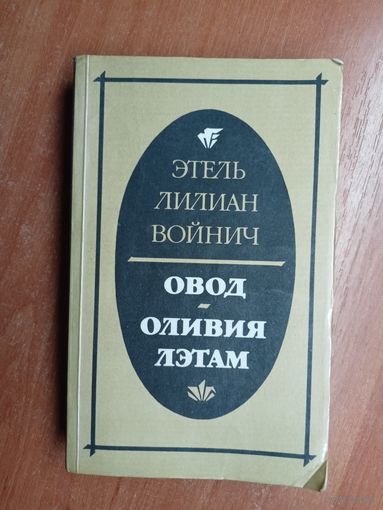 ЭТЕЛЬ
ЛИЛИАН
ВОЙНИЧ
ОВОД
-
ОЛИВИЯ
ЛЭТАМ